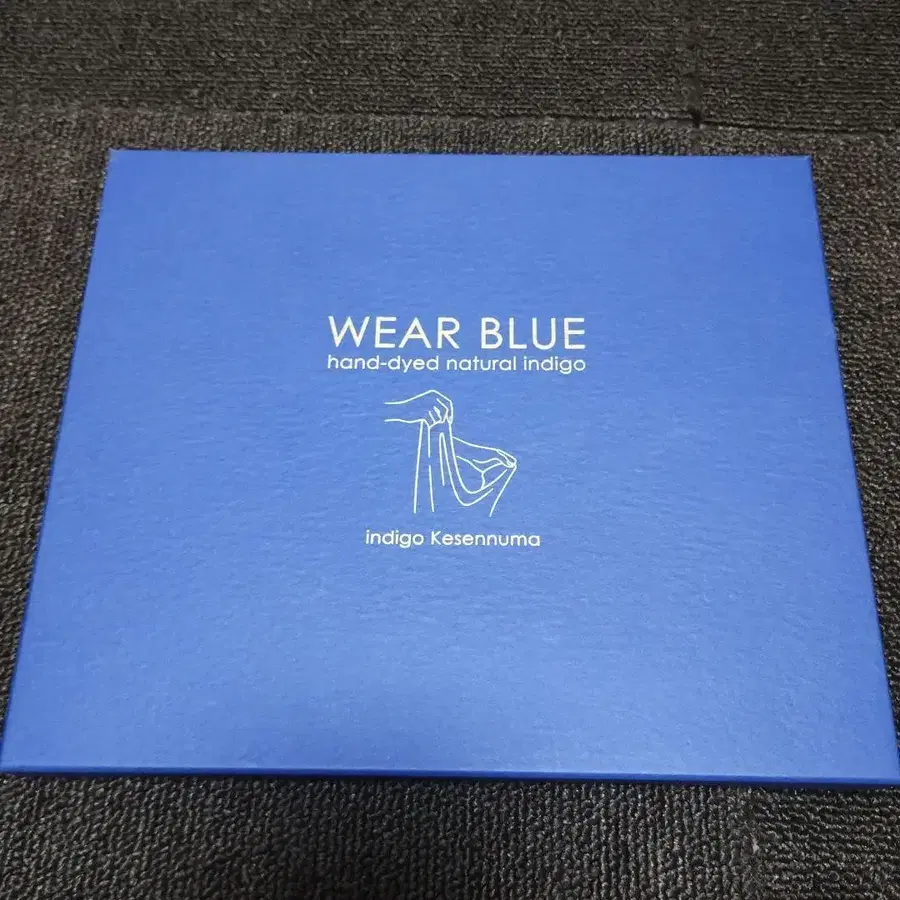 WEAR BLUE
hand-dyed natural indigo
indigo Kesennuma